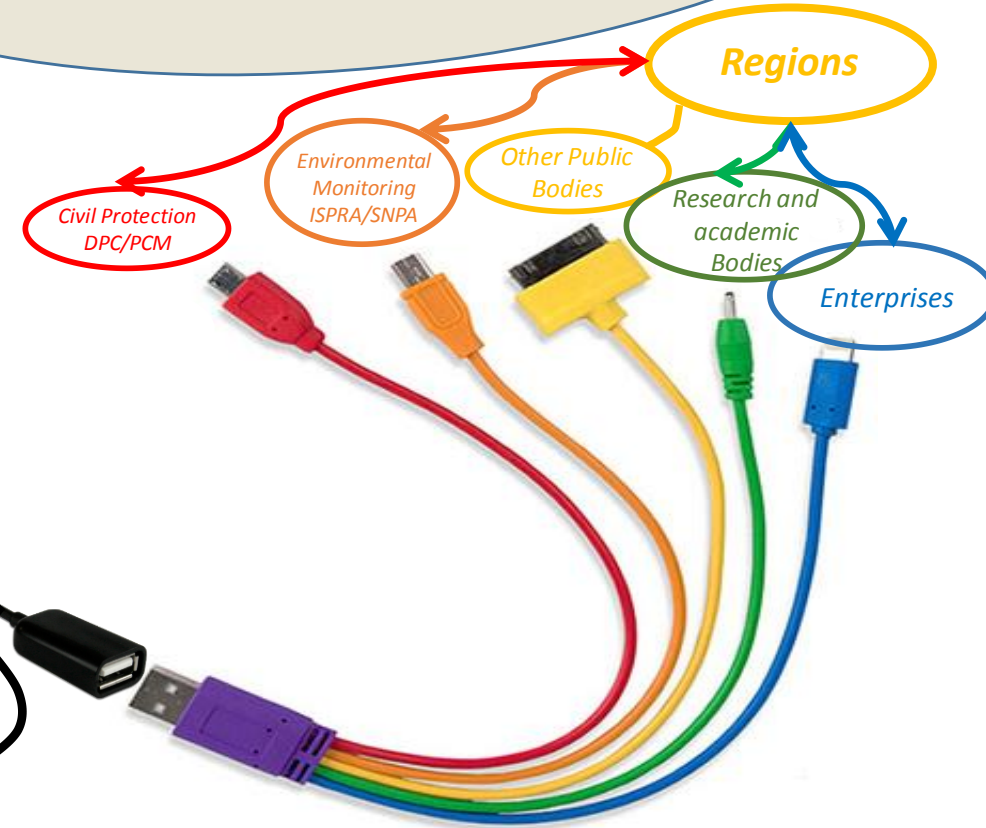 Regions
Environmental
Monitoring
ISPRA/SNPA
Other Public
Bodies
Civil Protection
DPC/PCM
Research and
academic
Bodies
Enterprises